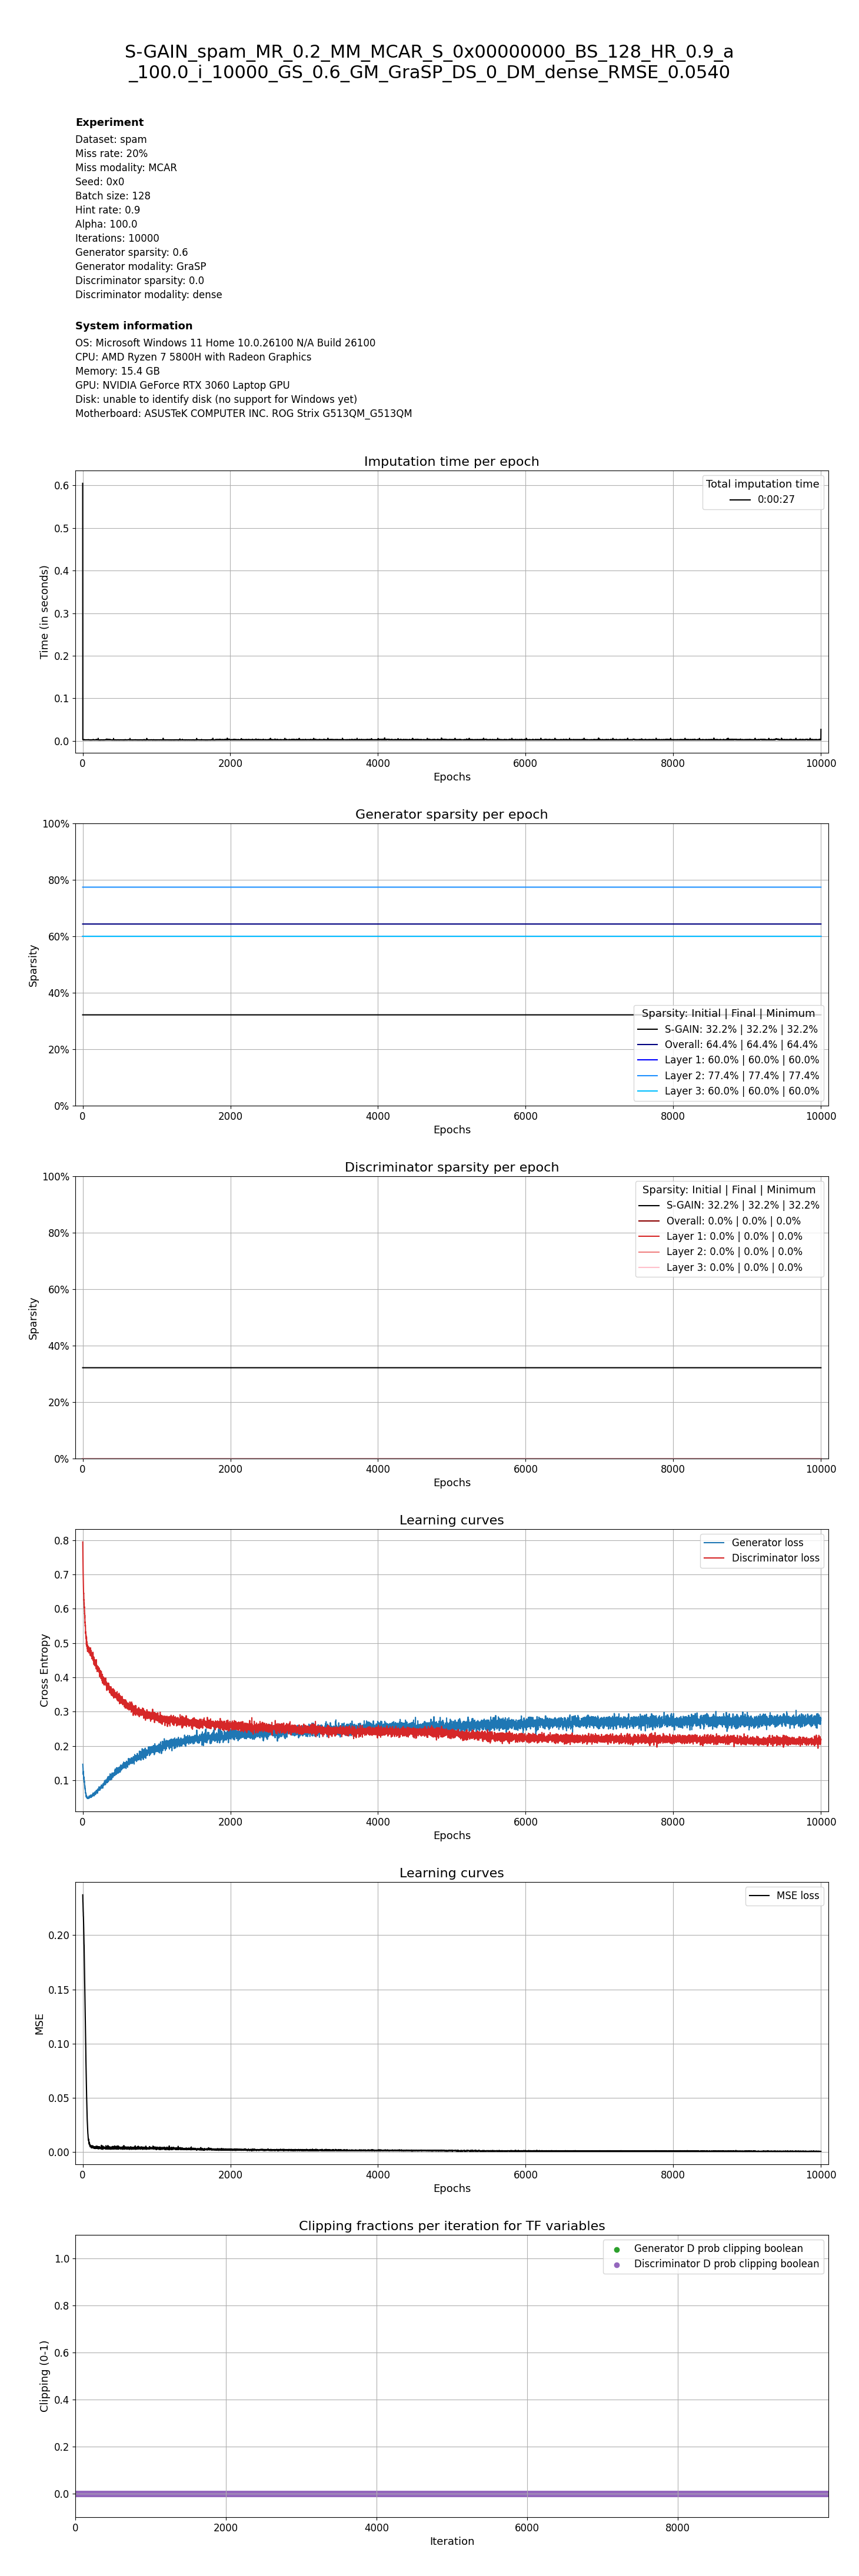 S-GAIN_spam_MR_0.2_MM_MCAR_S_0x00000000_BS_128_HR_0.9_a
_100.0_i_10000_GS_0.6_GM_GraSP_DS_0_DM_dense_RMSE_0.0540
Experiment
Dataset: spam
Miss rate: 20%
Miss modality: MCAR
Seed: 0x0
Batch size: 128
Hint rate: 0.9
Alpha: 100.0
Iterations: 10000
Generator sparsity: 0.6
Generator modality: GraSP
Discriminator sparsity: 0.0
Discriminator modality: dense
System information
OS: Microsoft Windows 11 Home 10.0.26100 N/A Build 26100
CPU: AMD Ryzen 7 5800H with Radeon Graphics
Memory: 15.4 GB
GPU: NVIDIA GeForce RTX 3060 Laptop GPU
Disk: unable to identify disk (no support for Windows yet)
Motherboard: ASUSTeK COMPUTER INC. ROG Strix G513QM_G513QM
Imputation time per epoch
Total imputation time
0:00:27
0.6
0.5
0.4
0.3
0.2
0.1
0.0
Time (in seconds)
0 2000 4000 6000 8000 10000
Epochs
Generator sparsity per epoch
100%
80%
60%
40%
20%
0%
Sparsity
Sparsity: Initial | Final | Minimum
S-GAIN: 32.2% | 32.2% | 32.2%
Overall: 64.4% | 64.4% | 64.4%
Layer 1: 60.0% | 60.0% | 60.0%
Layer 2: 77.4% | 77.4% | 77.4%
Layer 3: 60.0% | 60.0% | 60.0%
0 2000 4000 6000 8000 10000
Epochs
Discriminator sparsity per epoch
100%
80%
60%
40%
20%
0%
Sparsity
Sparsity: Initial | Final | Minimum
S-GAIN: 32.2% | 32.2% | 32.2%
Overall: 0.0% | 0.0% | 0.0%
Layer 1: 0.0% | 0.0% | 0.0%
Layer 2: 0.0% | 0.0% | 0.0%
Layer 3: 0.0% | 0.0% | 0.0%
0 2000 4000 6000 8000 10000
Epochs
Learning curves
Generator loss
Discriminator loss
0.8
0.7
0.6
0.5
0.4
0.3
0.2
0.1
Cross Entropy
0 2000 4000 6000 8000 10000
Epochs
Learning curves
MSE loss
0.20
0.15
0.10
0.05
0.00
MSE
0 2000 4000 6000 8000 10000
Epochs
Clipping fractions per iteration for TF variables
Generator D prob clipping boolean
Discriminator D prob clipping boolean
1.0
0.8
0.6
0.4
0.2
0.0
Clipping (0-1)
0 2000 4000 6000 8000
Iteration